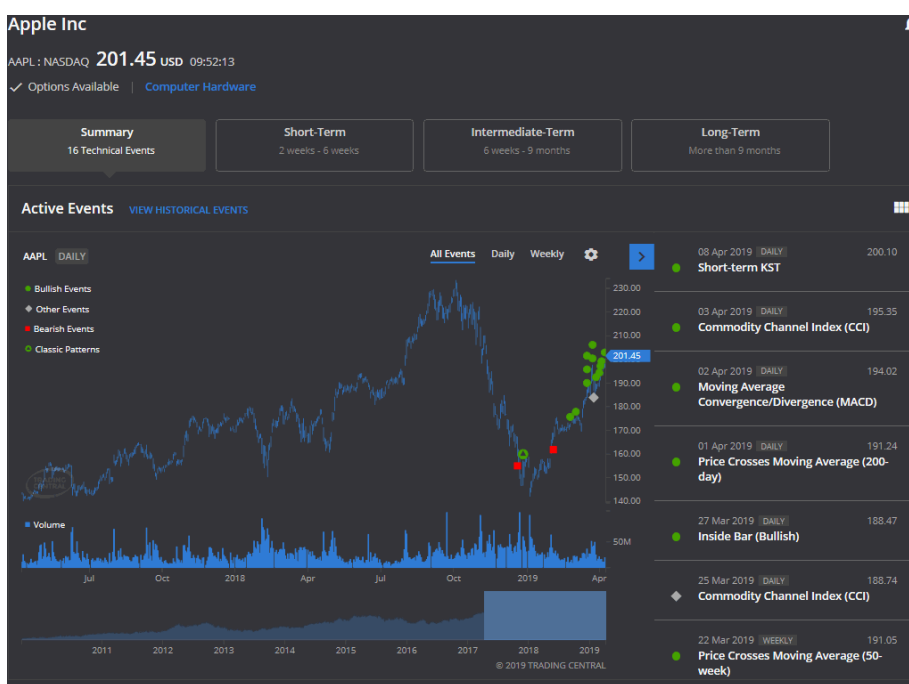 Apple Inc
AAPL : NASDAQ 201.45 USD 09:52:13
Options Available | Computer Hardware
Summary
16 Technical Events
Short-Term
2 weeks - 6 weeks
Intermediate-Term
6 weeks - 9 months
Long-Term
More than 9 months
Active Events VIEW HISTORICAL EVENTS
AAPL DAILY
All Events Daily Weekly
Bullish Events
Other Events
Bearish Events
Classic Patterns
230.00
220.00
210.00
201.45
190.00
180.00
170.00
160.00
150.00
140.00
TRADING
CENTRAL
Volume
50M
Jul Oct 2018 Apr Jul Oct 2019 Apr
2011 2012 2013 2014 2015 2016 2017 2018 2019
© 2019 TRADING CENTRAL
08 Apr 2019 DAILY 200.10
Short-term KST
03 Apr 2019 DAILY 195.35
Commodity Channel Index (CCI)
02 Apr 2019 DAILY 194.02
Moving Average
Convergence/Divergence (MACD)
01 Apr 2019 DAILY 191.24
Price Crosses Moving Average (200-
day)
27 Mar 2019 DAILY 188.47
Inside Bar (Bullish)
25 Mar 2019 DAILY 188.74
Commodity Channel Index (CCI)
22 Mar 2019 WEEKLY 191.05
Price Crosses Moving Average (50-
week)